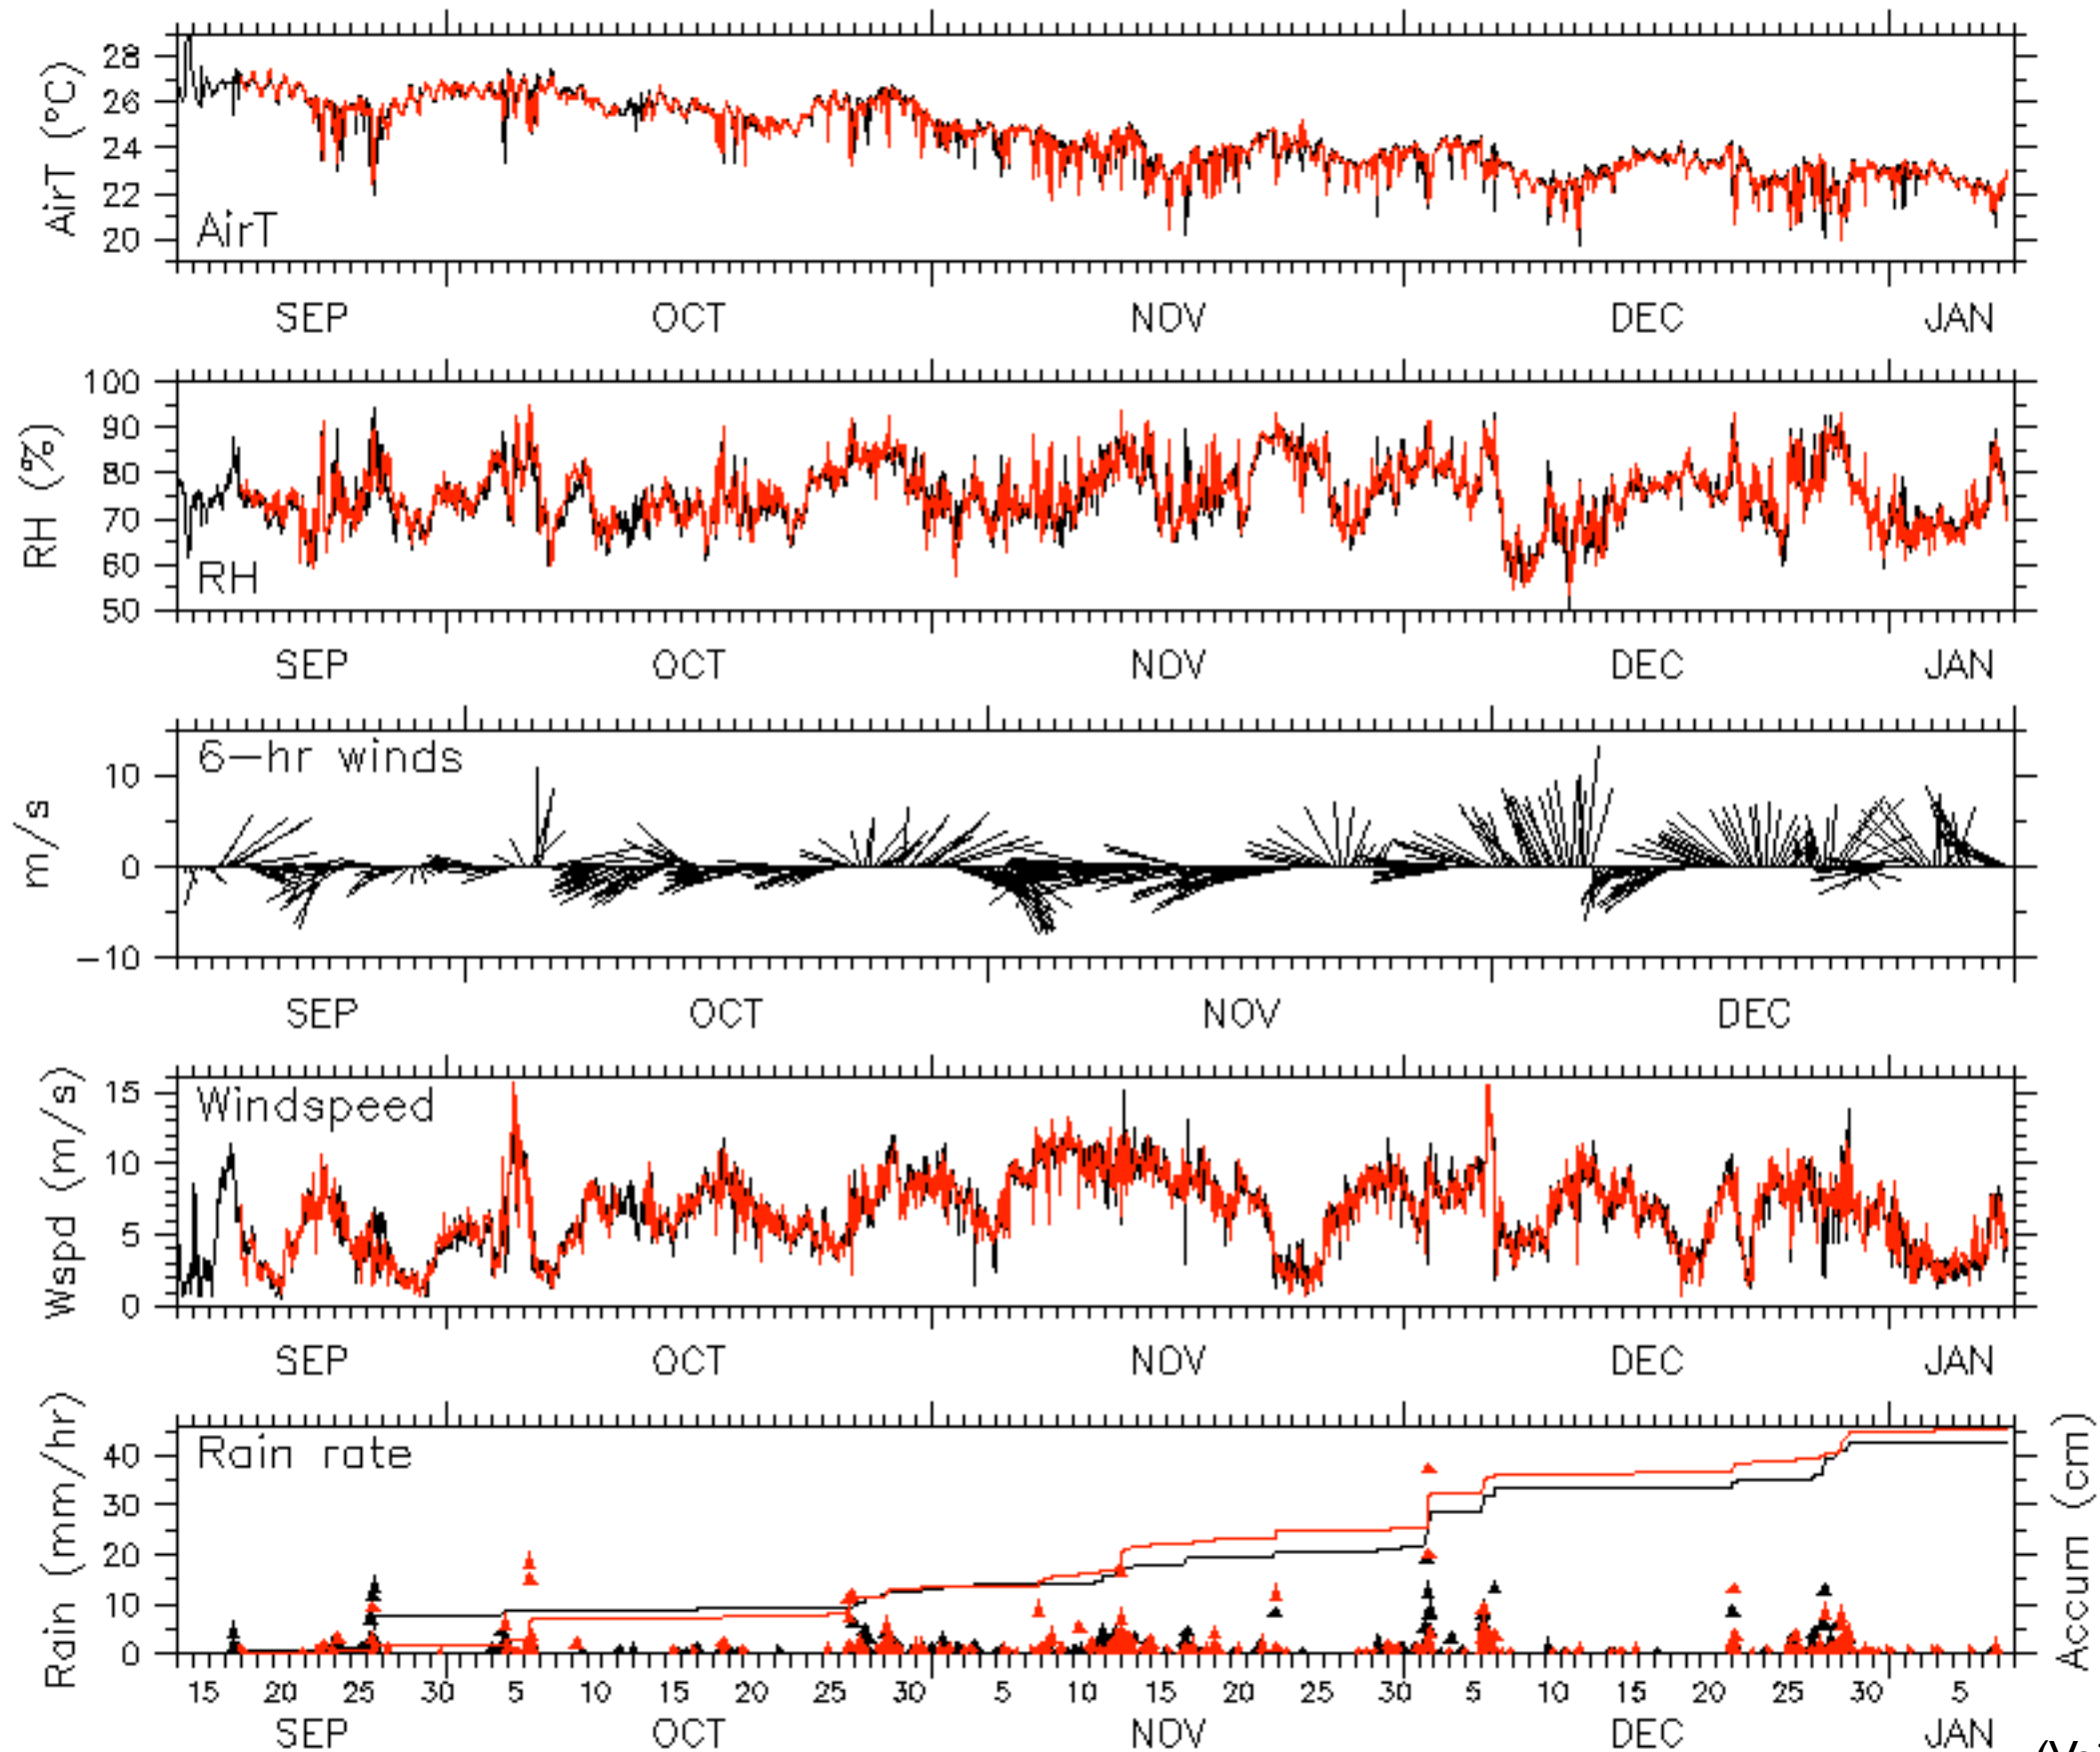 AirT (°C)
28
26
24
22
20
AirT
SEP OCT NOV DEC JAN
RH (%)
100
90
80
70
60
50
RH
SEP OCT NOV DEC JAN
m/s
6-hr winds
10
0
-10
SEP OCT NOV DEC
Wspd (m/s)
Windspeed
15
10
5
0
SEP OCT NOV DEC JAN
Rain (mm/hr)
Rain rate
40
30
20
10
0
Accum (cm)
15 20 25 30 5 10 15 20 25 30 5 10 15 20 25 30 5 10 15 20 25 30 5
SEP OCT NOV DEC JAN